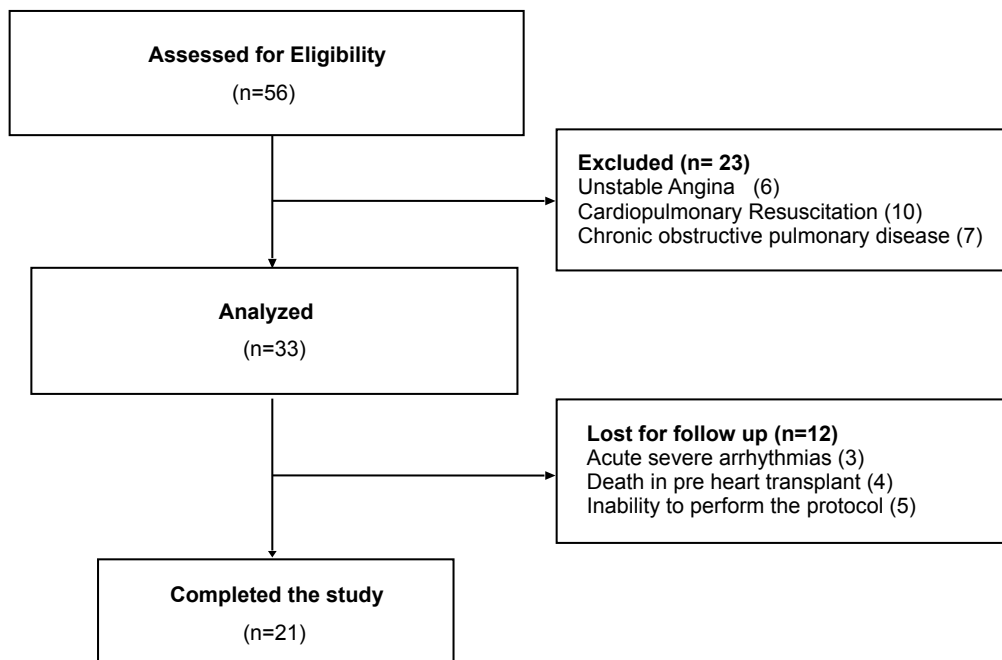 Assessed for Eligibility
(n=56)
Excluded (n= 23)
Unstable Angina (6)
Cardiopulmonary Resuscitation (10)
Chronic obstructive pulmonary disease (7)
Analyzed
(n=33)
Lost for follow up (n=12)
Acute severe arrhythmias (3)
Death in pre heart transplant (4)
Inability to perform the protocol (5)
Completed the study
(n=21)